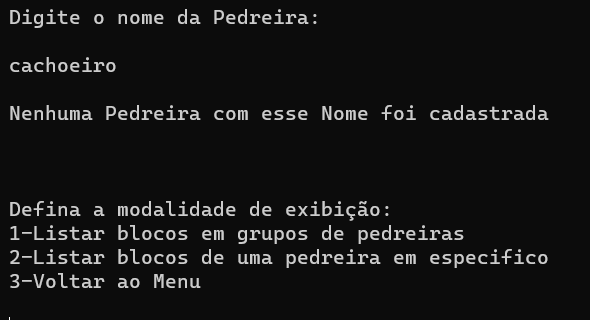 Digite o nome da Pedreira:
cachoeiro
Nenhuma Pedreira com esse Nome foi cadastrada
Defina a modalidade de exibição:
1-Listar blocos em grupos de pedreiras
2-Listar blocos de uma pedreira em especifico
3-Voltar ao Menu